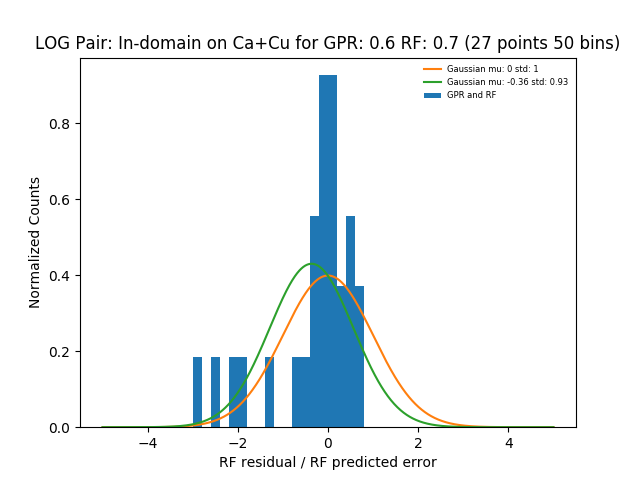 LOG Pair: In-domain on Ca+Cu for GPR: 0.6 RF: 0.7 (27 points 50 bins)
Gaussian mu: 0 std: 1
Gaussian mu: -0.36 std: 0.93
GPR and RF
Normalized Counts
0.8
0.6
0.4
0.2
0.0
−4
−2
0
2
4
RF residual / RF predicted error